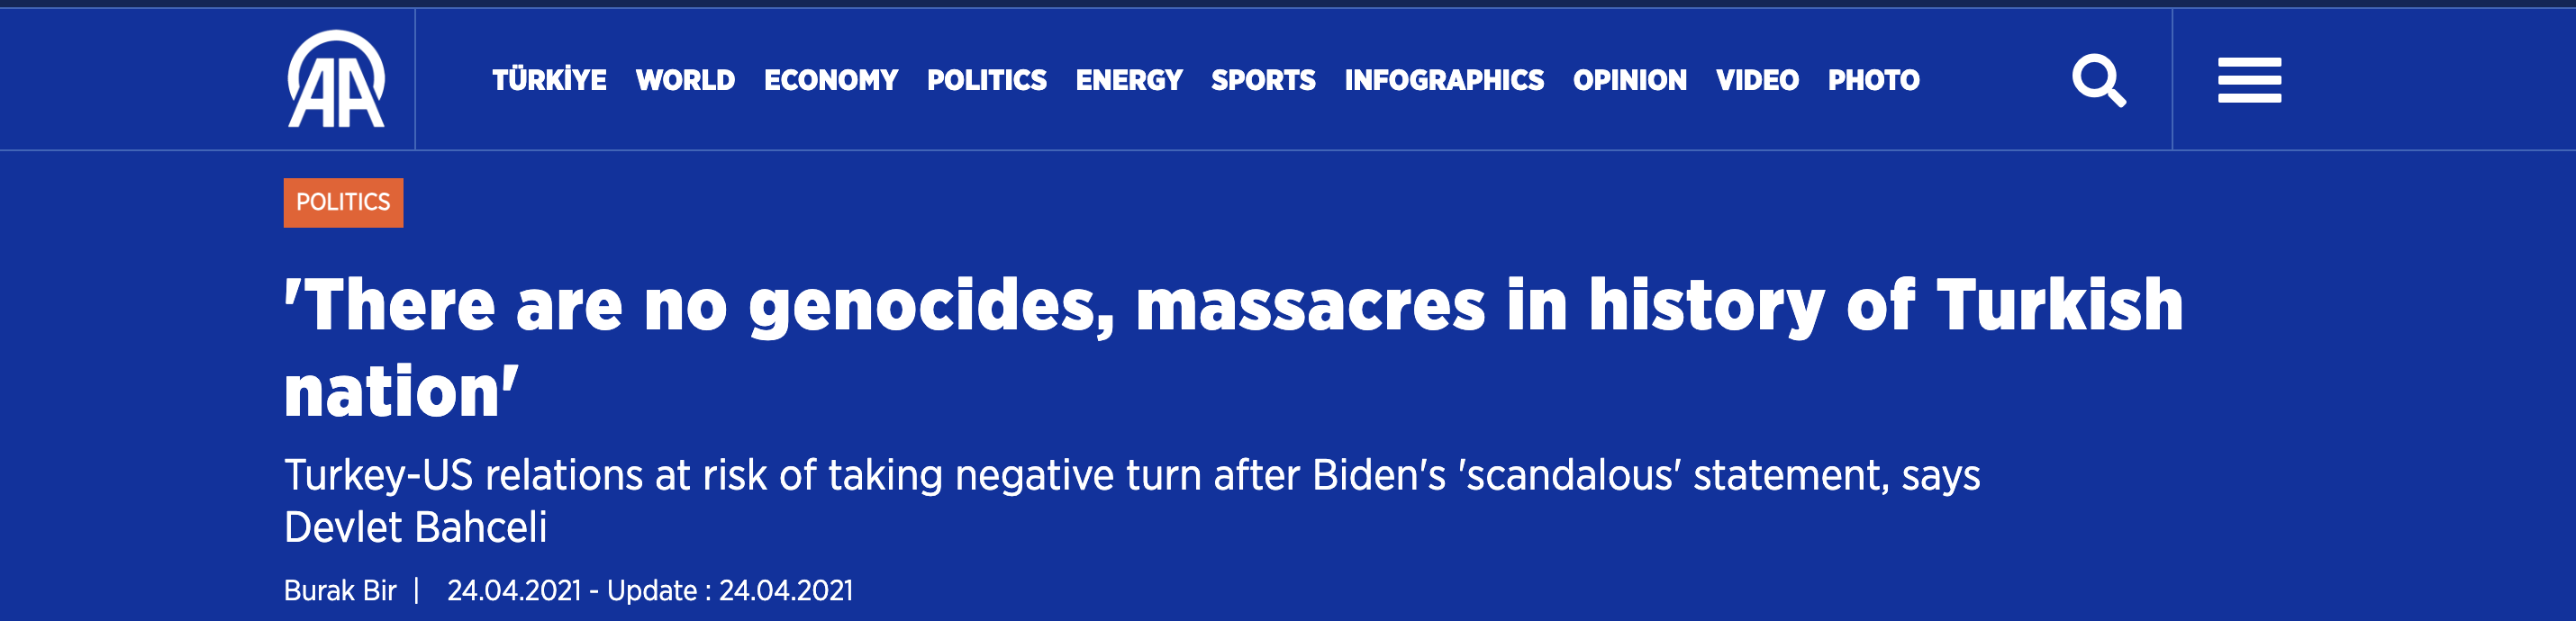 AA
TÜRKİYE WORLD ECONOMY POLITICS ENERGY SPORTS INFOGRAPHICS OPINION VIDEO PHOTO
POLITICS
'There are no genocides, massacres in history of Turkish
nation'
Turkey-US relations at risk of taking negative turn after Biden's 'scandalous' statement, says
Devlet Bahceli
Burak Bir | 24.04.2021 - Update : 24.04.2021